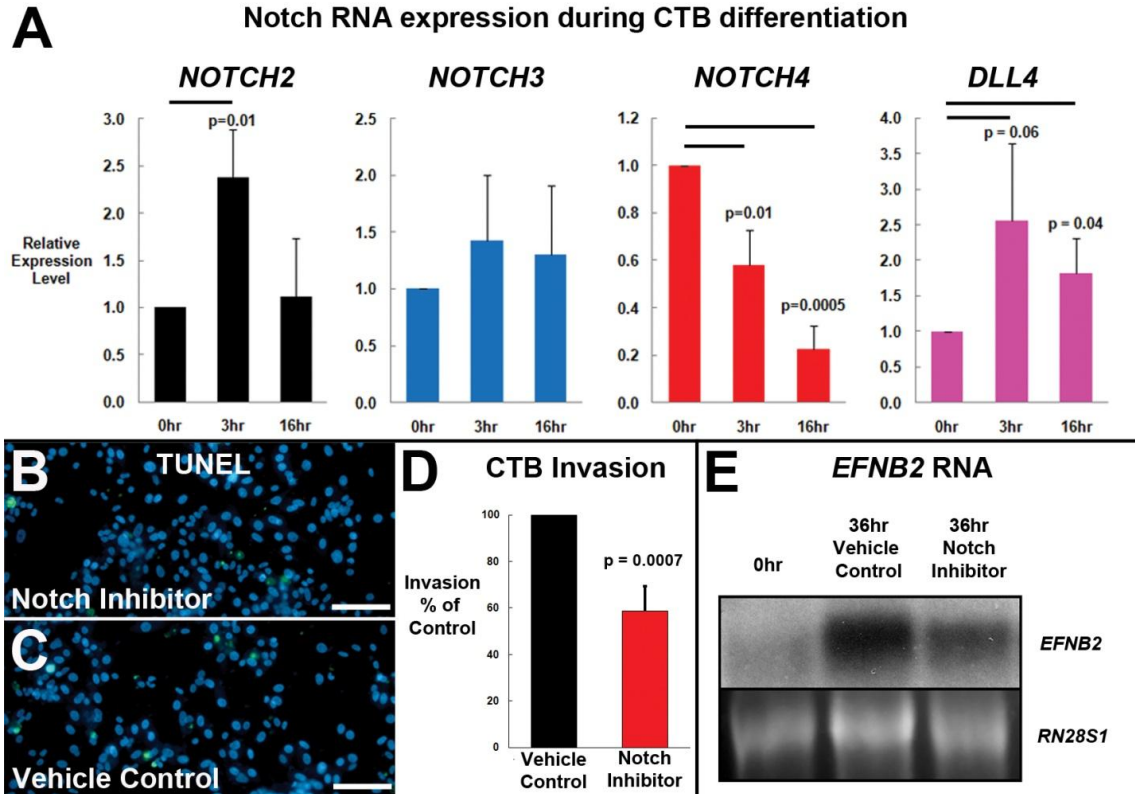 A
Notch RNA expression during CTB differentiation
NOTCH2
NOTCH3
NOTCH4
DLL4
Relative
Expression
Level
3.0
2.5
2.0
1.5
1.0
0.5
0.0
p=0.01
0hr
3hr
16hr
2.5
2.0
1.5
1.0
0.5
0.0
0hr
3hr
16hr
1.2
1.0
0.8
0.6
0.4
0.2
0.0
p=0.01
p=0.0005
0hr
3hr
16hr
4.0
3.5
3.0
2.5
2.0
1.5
1.0
0.5
0.0
p = 0.06
p = 0.04
0hr
3hr
16hr
B
TUNEL
Notch Inhibitor
C
Vehicle Control
D
CTB Invasion
Invasion
% of
Control
100
80
60
40
20
0
p = 0.0007
Vehicle
Control
Notch
Inhibitor
E
EFNB2 RNA
0hr
36hr
Vehicle
Control
36hr
Notch
Inhibitor
EFNB2
RN28S1